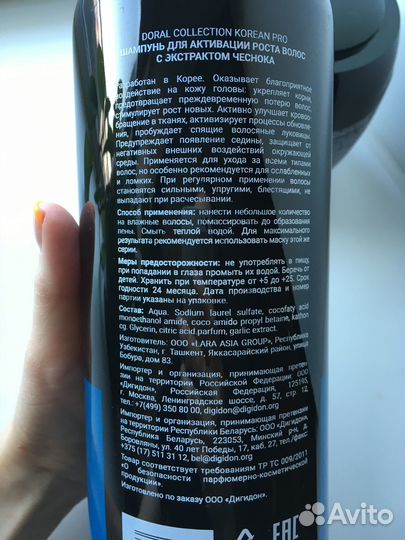 DORAL COLLECTION KOREAN PRO
ШАМПУНЬ ДЛЯ АКТИВАЦИИ РОСТА ВОЛОС
С ЭКСТРАКТОМ ЧЕСНОКА
азработан в Корее. Оказывает благоприятное
воздействие на кожу головы: укрепляет корни,
предотвращает преждевременную потерю волос,
стимулирует рост новых. Активно улучшает крово-
бращение в тканях, активизирует процессы обновле-
ния, пробуждает спящие волосяные луковицы.
Предупреждает появление седины, защищает от
негативных внешних воздействий окружающей
среды. Применяется для ухода за всеми типами
волос, но особенно рекомендуется для ослабленных
и ломких. При регулярном применении волосы
становятся сильными, упругими, блестящими, не
выпадают при расчесывании.
Способ применения: нанести небольшое количество
на влажные волосы, помассировать до образования
пены. Смыть теплой водой. Для максимального
результата рекомендуется использовать маску этой же
серии.
Меры предосторожности: не употреблять в пищу,
при попадании в глаза промыть их водой. Беречь от
детей. Хранить при температуре от +5 до +25. Срок
годности 24 месяца. Дата производства и номер
партии указаны на упаковке.
Состав: Aqua. Sodium laurel sulfate, cocofaty acid
monoethanol amide, coco amido propyl betaine, kathon
cg. Glycerin, citric acid parfum, garlic extract.
Изготовитель: ООО «LARA ASIA GROUP», Республика
Узбекистан, г. Ташкент, Яккасарайский район, улица
Бобура, дом 83.
Импортер и организация, принимающая претен-
зии на территории Российской Федерации: ООО
«Дигидон», Российская Федерация, 125195,
г. Москва, Ленинградское шоссе, д. 57, стр. 12,
тел.+7(499) 350 80 00, digidon@digidon.org
Импортер и организация, принимающая претензии
на территории Республики Беларусь: ООО «Дигидон»,
Республика Беларусь, 223053, Минский р-н, д.
Боровляны, ул. 40 лет Победы, 17, каб. 27, тел./факс
+375 (17) 511 31 12, bel@digidon.org
Товар соответствует требованиям ТР ТС 009/2011
«О безопасности парфюмерно-косметической
продукции».
Изготовлено по заказу ООО «Дигидон».
EAC
Avito